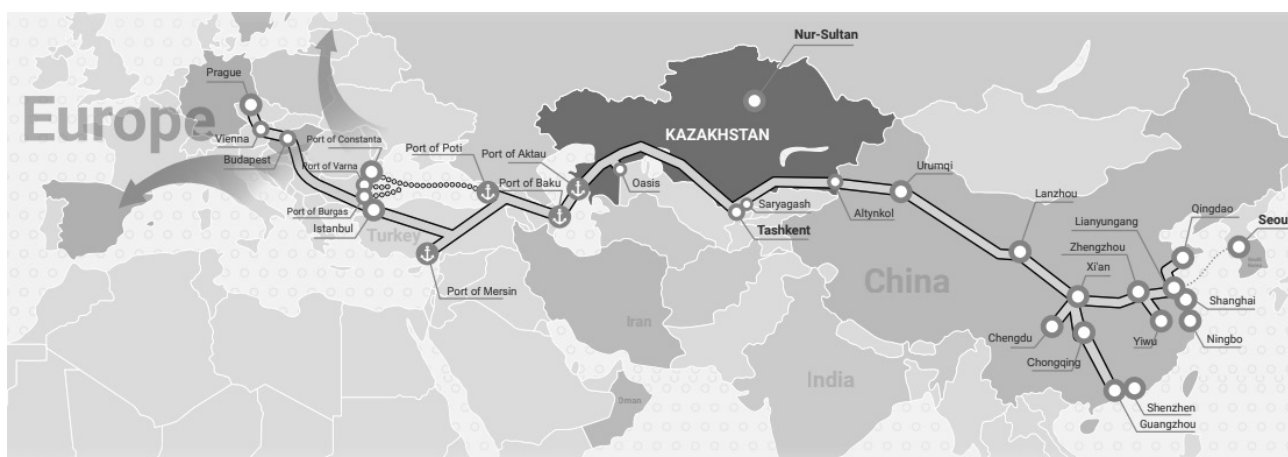 Nur-Sultan
Prague
Europe
KAZAKHSTAN
Vienna
Port of Constanta
Budapest
Port of Poti
Port of Aktau
Port of Varna
Port of Baku
Oasis
Urumqi
Lanzhou
Saryagash
Altynkol
Port of Burgas
Istanbul
Turkey
Tashkent
Lianyungang
Qingdao
Seou
Zhengzhou
China
Xi'an
Port of Mersin
Shanghai
Iran
Chengdu
Yiwu
Ningbo
Chongqing
India
Oman
Shenzhen
Guangzhou